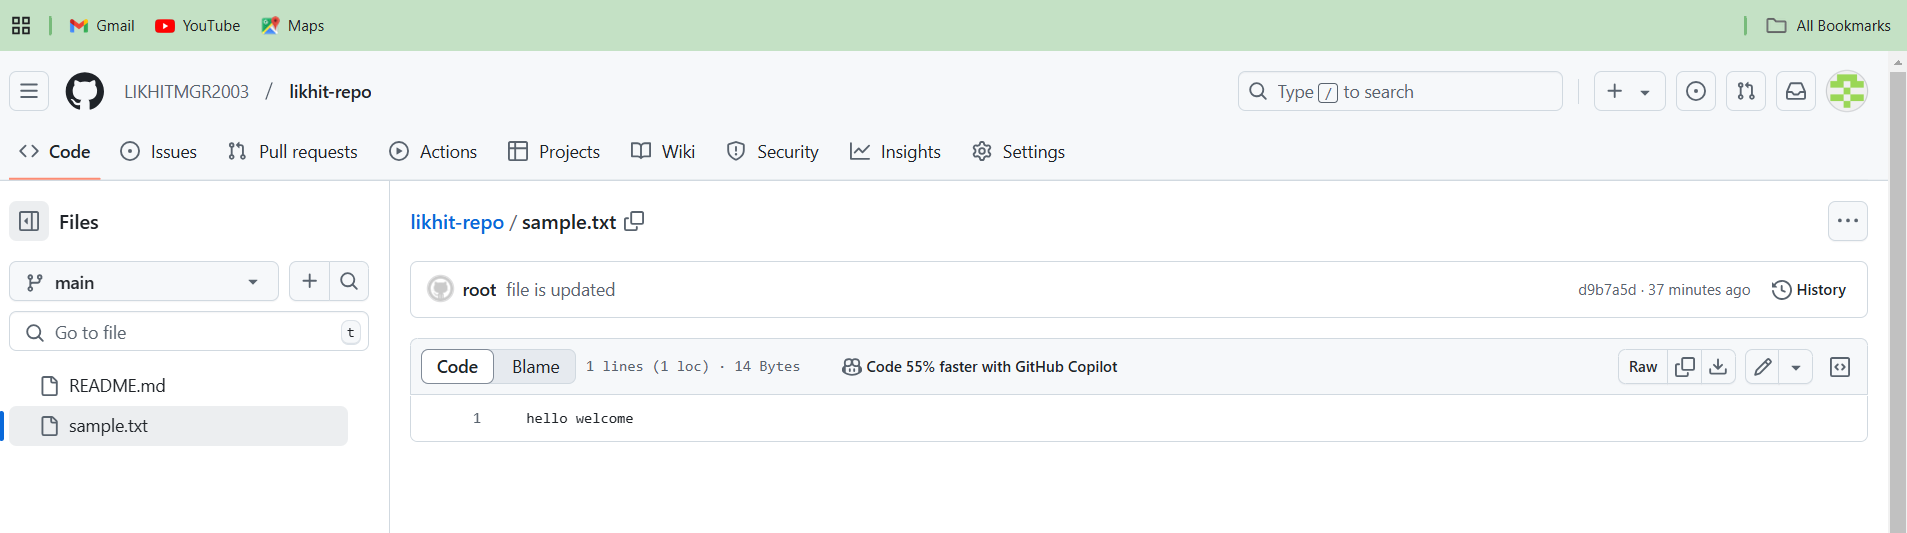 Gmail YouTube Maps All Bookmarks
LIKHITMGR2003 / likhit-repo Type / to search
Code Issues Pull requests Actions Projects Wiki Security Insights Settings
Files
main
Go to file t
README.md
sample.txt
likhit-repo / sample.txt
root file is updated d9b7a5d · 37 minutes ago History
Code Blame 1 lines (1 loc) · 14 Bytes Code 55% faster with GitHub Copilot Raw
1 hello welcome